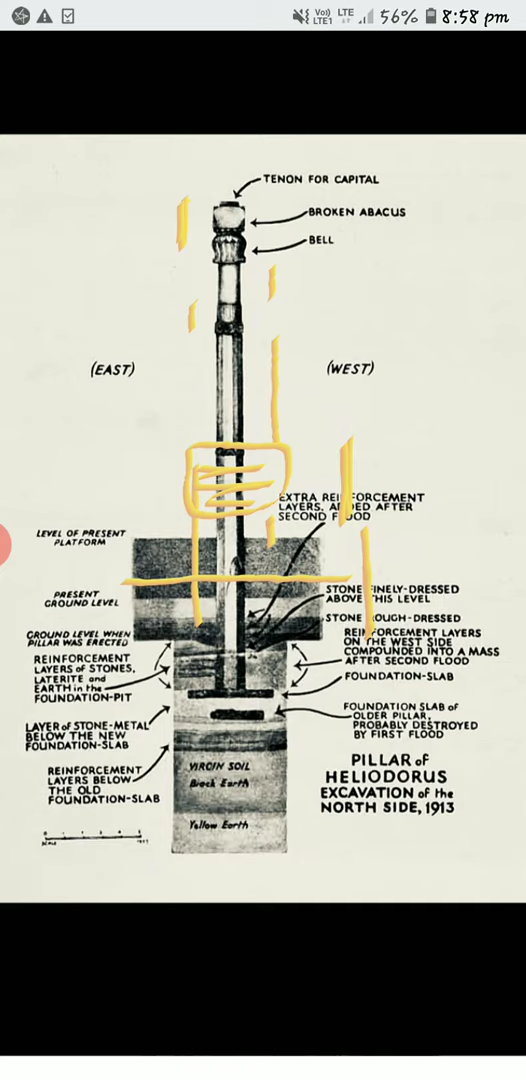 Vo))
LTE1
LTE
56%
8:58 pm
TENON FOR CAPITAL
BROKEN ABACUS
BELL
(EAST)
(WEST)
EXTRA REINFORCEMENT
LAYERS, ADDED AFTER
SECOND FLOOD
LEVEL OF PRESENT
PLATFORM
PRESENT
GROUND LEVEL
STONE FINELY-DRESSED
ABOVE THIS LEVEL
STONE ROUGH-DRESSED
GROUND LEVEL WHEN
PILLAR WAS ERECTED
REINFORCEMENT LAYERS
ON THE WEST SIDE
COMPOUNDED INTO A MASS
AFTER SECOND FLOOD
REINFORCEMENT
LAYERS OF STONES,
LATERITE and
EARTH in the
FOUNDATION-PIT
FOUNDATION-SLAB
FOUNDATION SLAB OF
OLDER PILLAR,
PROBABLY DESTROYED
BY FIRST FLOOD
LAYER of STONE-METAL
BELOW THE NEW
FOUNDATION-SLAB
REINFORCEMENT
LAYERS BELOW
THE OLD
FOUNDATION-SLAB
VIRGIN SOIL
Black Earth
Yellow Earth
PILLAR of
HELIODORUS
EXCAVATION of the
NORTH SIDE, 1913
SCALE